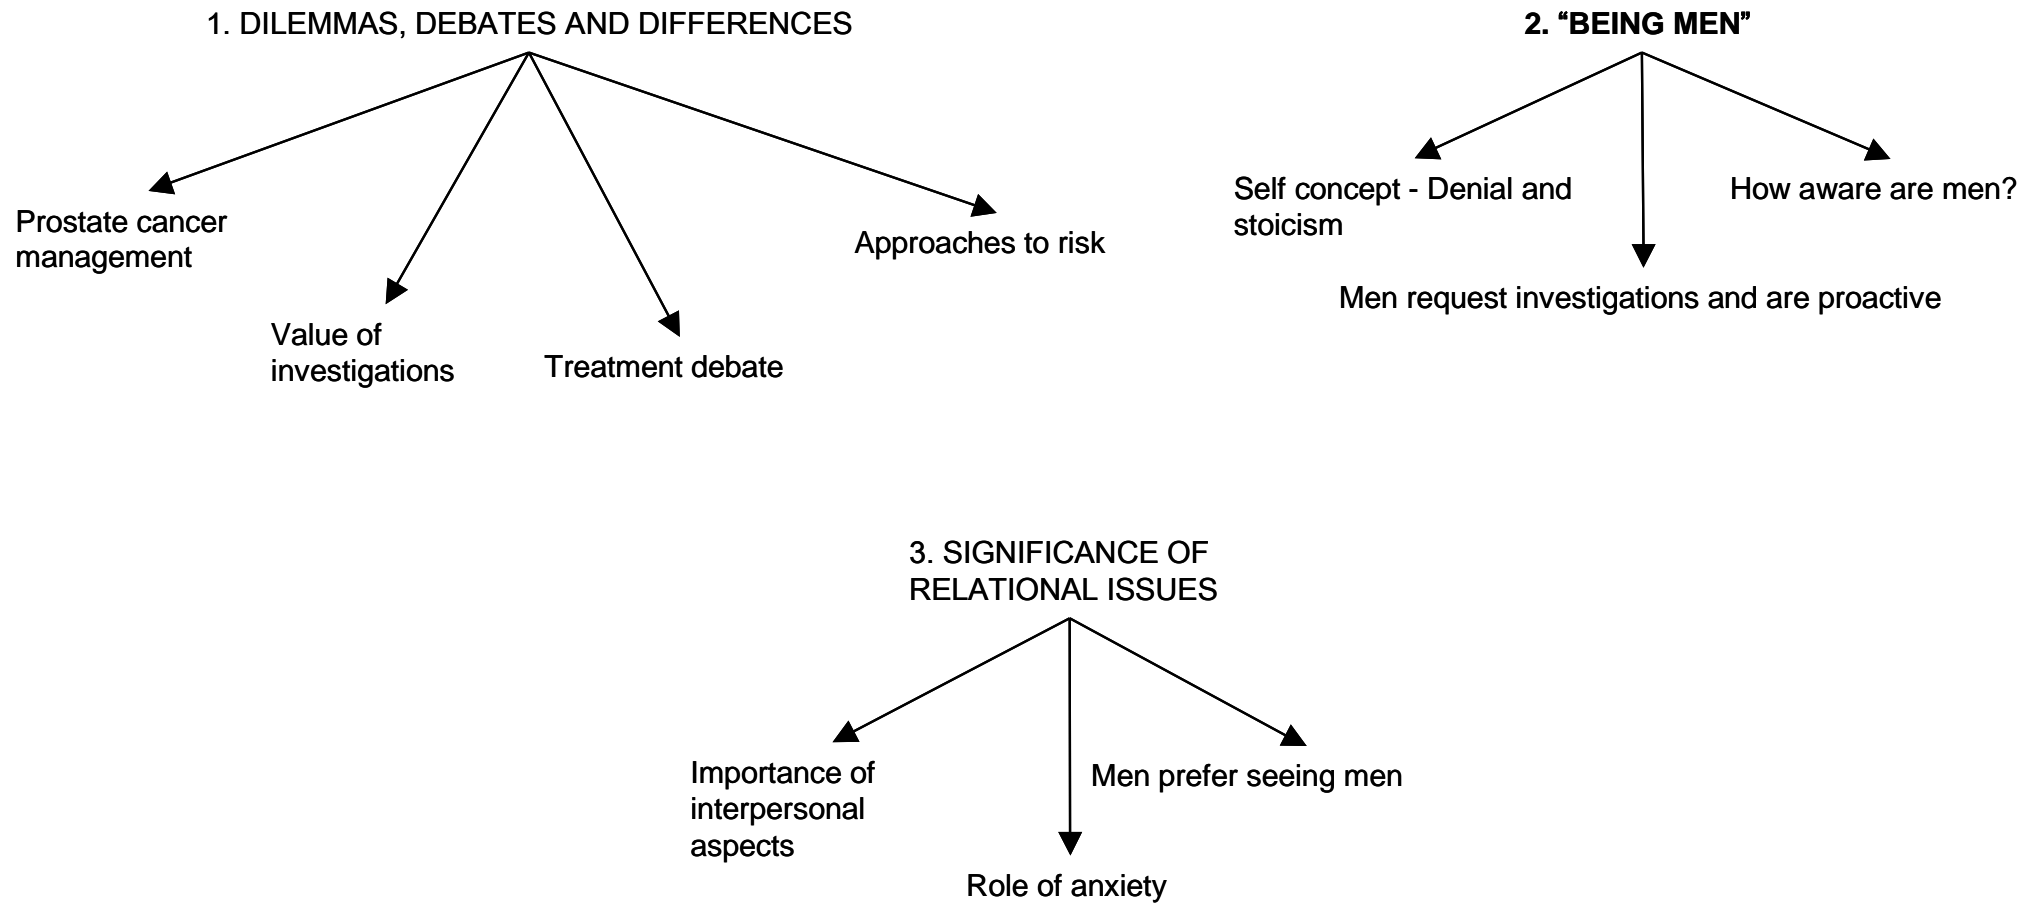 1. DILEMMAS, DEBATES AND DIFFERENCES
Prostate cancer
management
Value of
investigations
Treatment debate
Approaches to risk
2. “BEING MEN”
Self concept - Denial and
stoicism
Men request investigations and are proactive
How aware are men?
3. SIGNIFICANCE OF
RELATIONAL ISSUES
Importance of
interpersonal
aspects
Role of anxiety
Men prefer seeing men